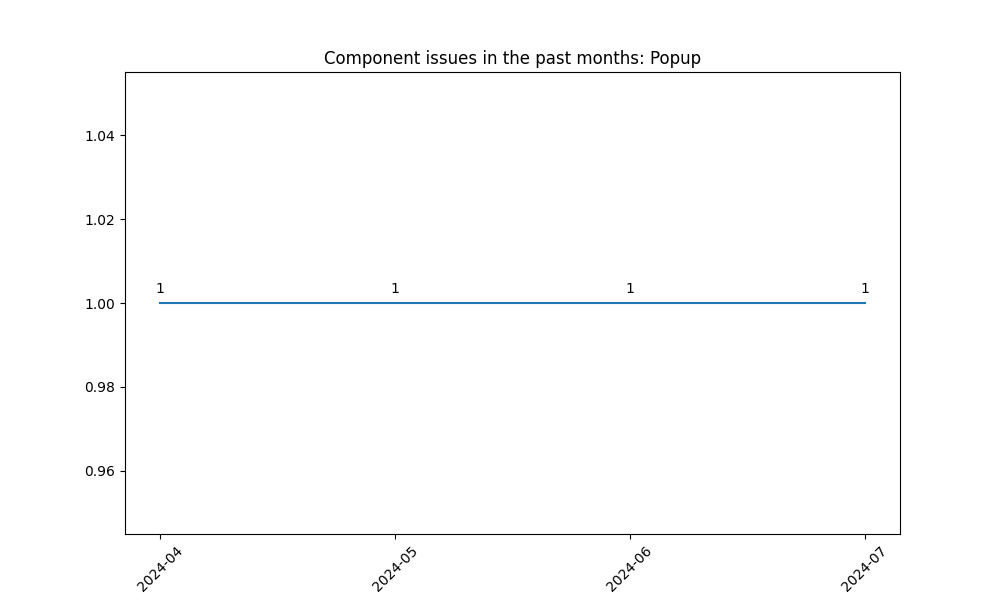 Component issues in the past months: Popup
1.04
1.02
1.00
0.98
0.96
1 1 1 1
2024-04 2024-05 2024-06 2024-07